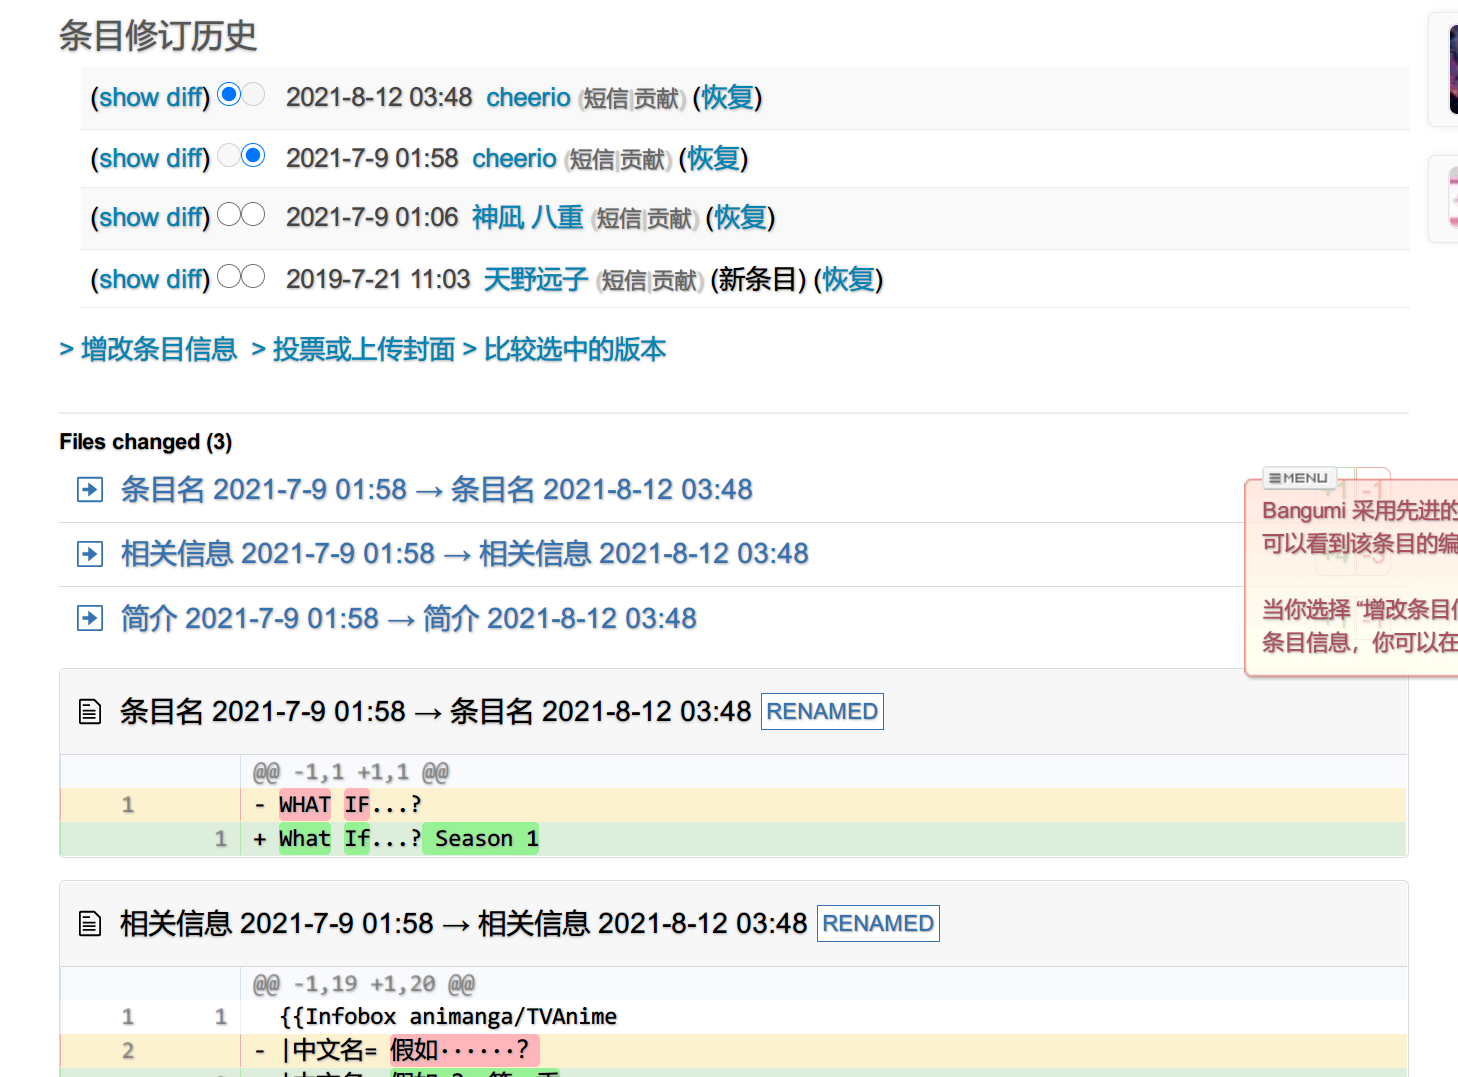 条目修订历史
(show diff) 2021-8-12 03:48 cheerio (短信|贡献) (恢复)
(show diff) 2021-7-9 01:58 cheerio (短信|贡献) (恢复)
(show diff) 2021-7-9 01:06 神凪 八重 (短信|贡献) (恢复)
(show diff) 2019-7-21 11:03 天野远子 (短信|贡献) (新条目) (恢复)
> 增改条目信息 > 投票或上传封面 > 比较选中的版本
Files changed (3)
条目名 2021-7-9 01:58 → 条目名 2021-8-12 03:48
相关信息 2021-7-9 01:58 → 相关信息 2021-8-12 03:48
简介 2021-7-9 01:58 → 简介 2021-8-12 03:48
≡MENU
Bangumi 采用先进的
可以看到该条目的编
当你选择 “增改条目信
条目信息，你可以在
条目名 2021-7-9 01:58 → 条目名 2021-8-12 03:48 RENAMED
@@ -1,1 +1,1 @@
1 - WHAT IF...?
1 + What If...? Season 1
相关信息 2021-7-9 01:58 → 相关信息 2021-8-12 03:48 RENAMED
@@ -1,19 +1,20 @@
1 1 {{Infobox animanga/TVAnime
2 - |中文名= 假如······?